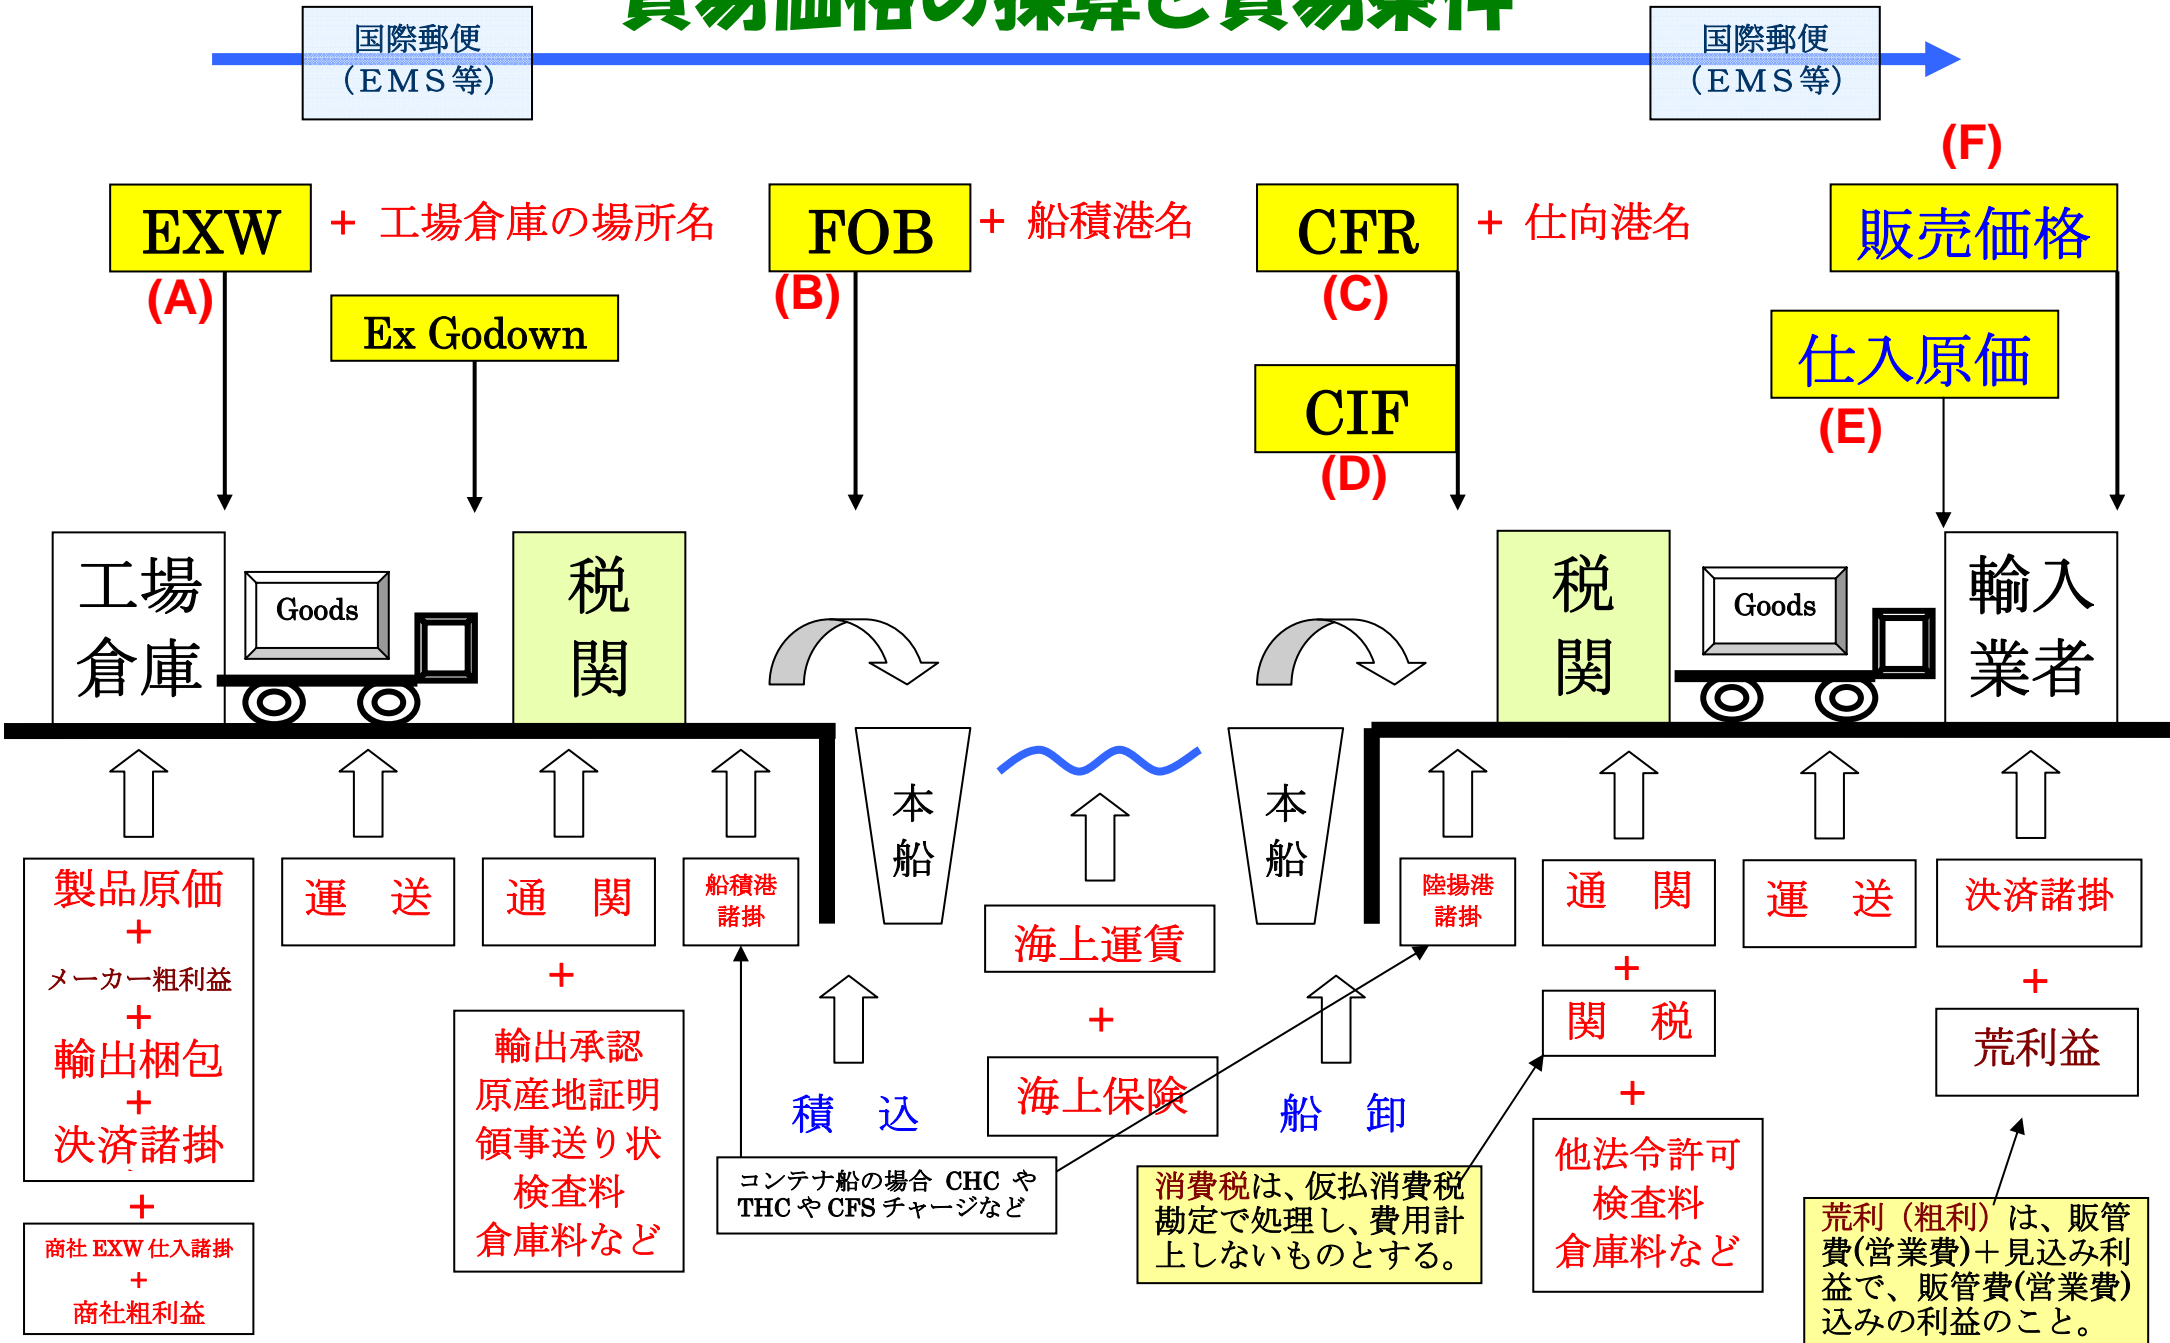 貿易価格の採算と貿易条件
国際郵便
（ＥＭＳ等）
国際郵便
（ＥＭＳ等）
(F)
EXW
+ 工場倉庫の場所名
FOB
+ 船積港名
CFR
+ 仕向港名
販売価格
(A)
Ex Godown
(B)
(C)
仕入原価
CIF
(E)
(D)
工場
倉庫
Goods
税
関
税
関
Goods
輸入
業者
本
船
本
船
製品原価
+
メーカー粗利益
+
輸出梱包
+
決済諸掛
+
商社 EXW 仕入諸掛
+
商社粗利益
運　送
通　関
+
輸出承認
原産地証明
領事送り状
検査料
倉庫料など
船積港
諸掛
積　込
海上運賃
+
海上保険
船　卸
コンテナ船の場合 CHC や
THC や CFS チャージなど
陸揚港
諸掛
通　関
+
関　税
+
他法令許可
検査料
倉庫料など
運　送
決済諸掛
+
荒利益
消費税は、仮払消費税
勘定で処理し、費用計
上しないものとする。
荒利（粗利）は、販管
費(営業費)＋見込み利
益で、販管費(営業費)
込みの利益のこと。